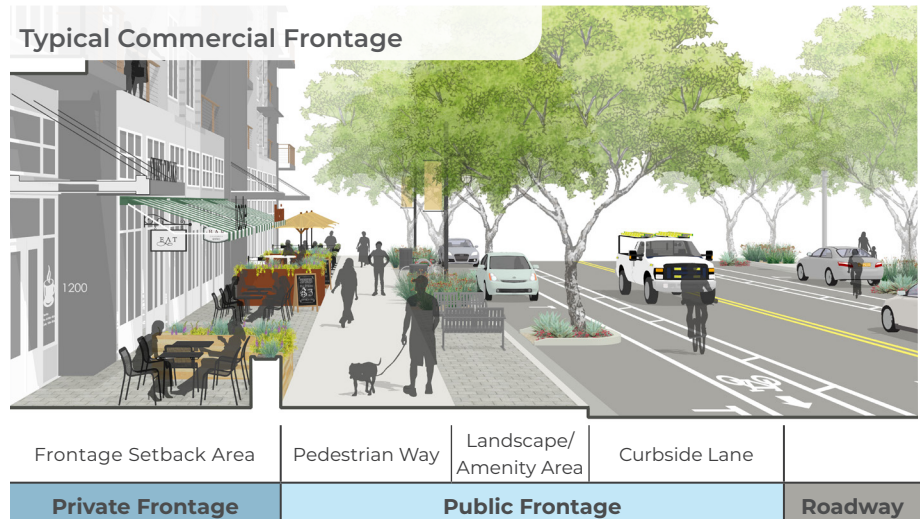 Typical Commercial Frontage
EAT
1200
Frontage Setback Area
Pedestrian Way
Landscape/
Amenity Area
Curbside Lane
Private Frontage
Public Frontage
Roadway